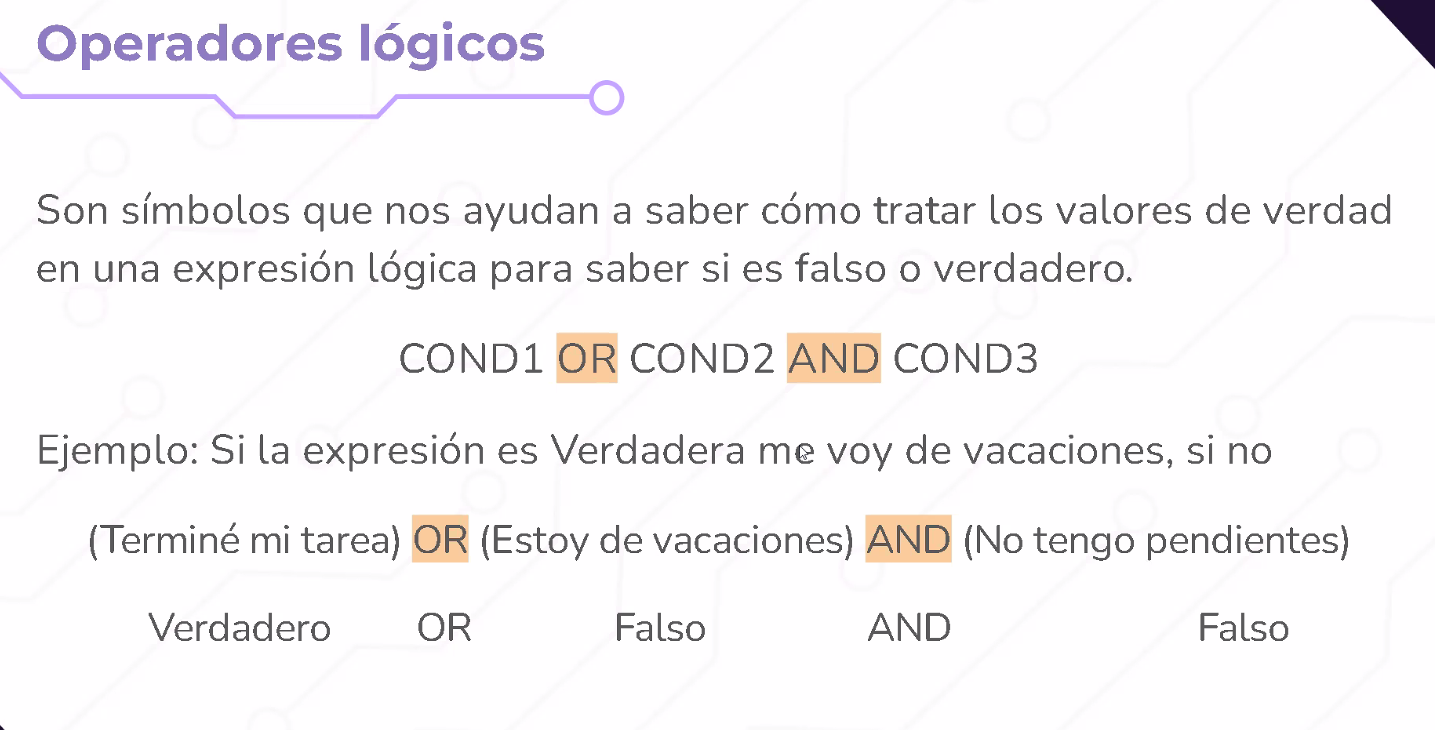 Operadores lógicos
Son símbolos que nos ayudan a saber cómo tratar los valores de verdad
en una expresión lógica para saber si es falso o verdadero.
COND1 OR COND2 AND COND3
Ejemplo: Si la expresión es Verdadera me voy de vacaciones, si no
(Terminé mi tarea) OR (Estoy de vacaciones) AND (No tengo pendientes)
Verdadero OR Falso AND Falso